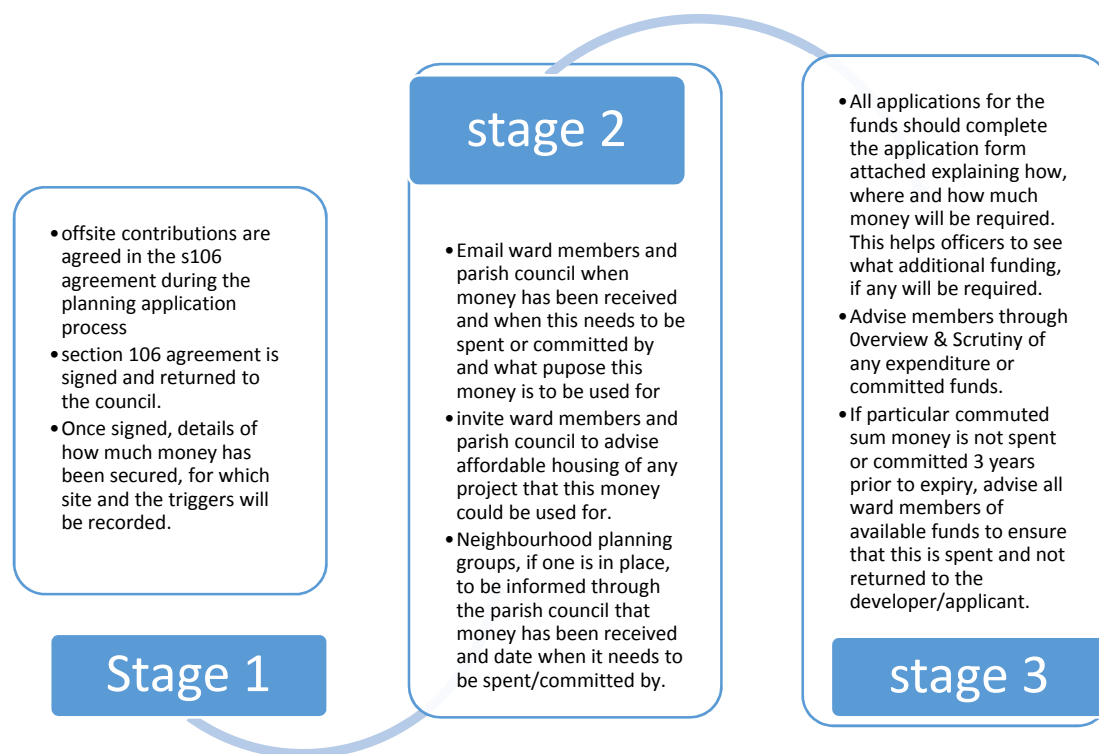 Stage 1
•offsite contributions are
agreed in the s106
agreement during the
planning application
process
•section 106 agreement is
signed and returned to
the council.
•Once signed, details of
how much money has
been secured, for which
site and the triggers will
be recorded.
stage 2
•Email ward members and
parish council when
money has been received
and when this needs to be
spent or committed by
and what pupose this
money is to be used for
•invite ward members and
parish council to advise
affordable housing of any
project that this money
could be used for.
•Neighbourhood planning
groups, if one is in place,
to be informed through
the parish council that
money has been received
and date when it needs to
be spent/committed by.
stage 3
•All applications for the
funds should complete
the application form
attached explaining how,
where and how much
money will be required.
This helps officers to see
what additional funding,
if any will be required.
•Advise members through
0verview & Scrutiny of
any expenditure or
committed funds.
•If particular commuted
sum money is not spent
or committed 3 years
prior to expiry, advise all
ward members of
available funds to ensure
that this is spent and not
returned to the
developer/applicant.